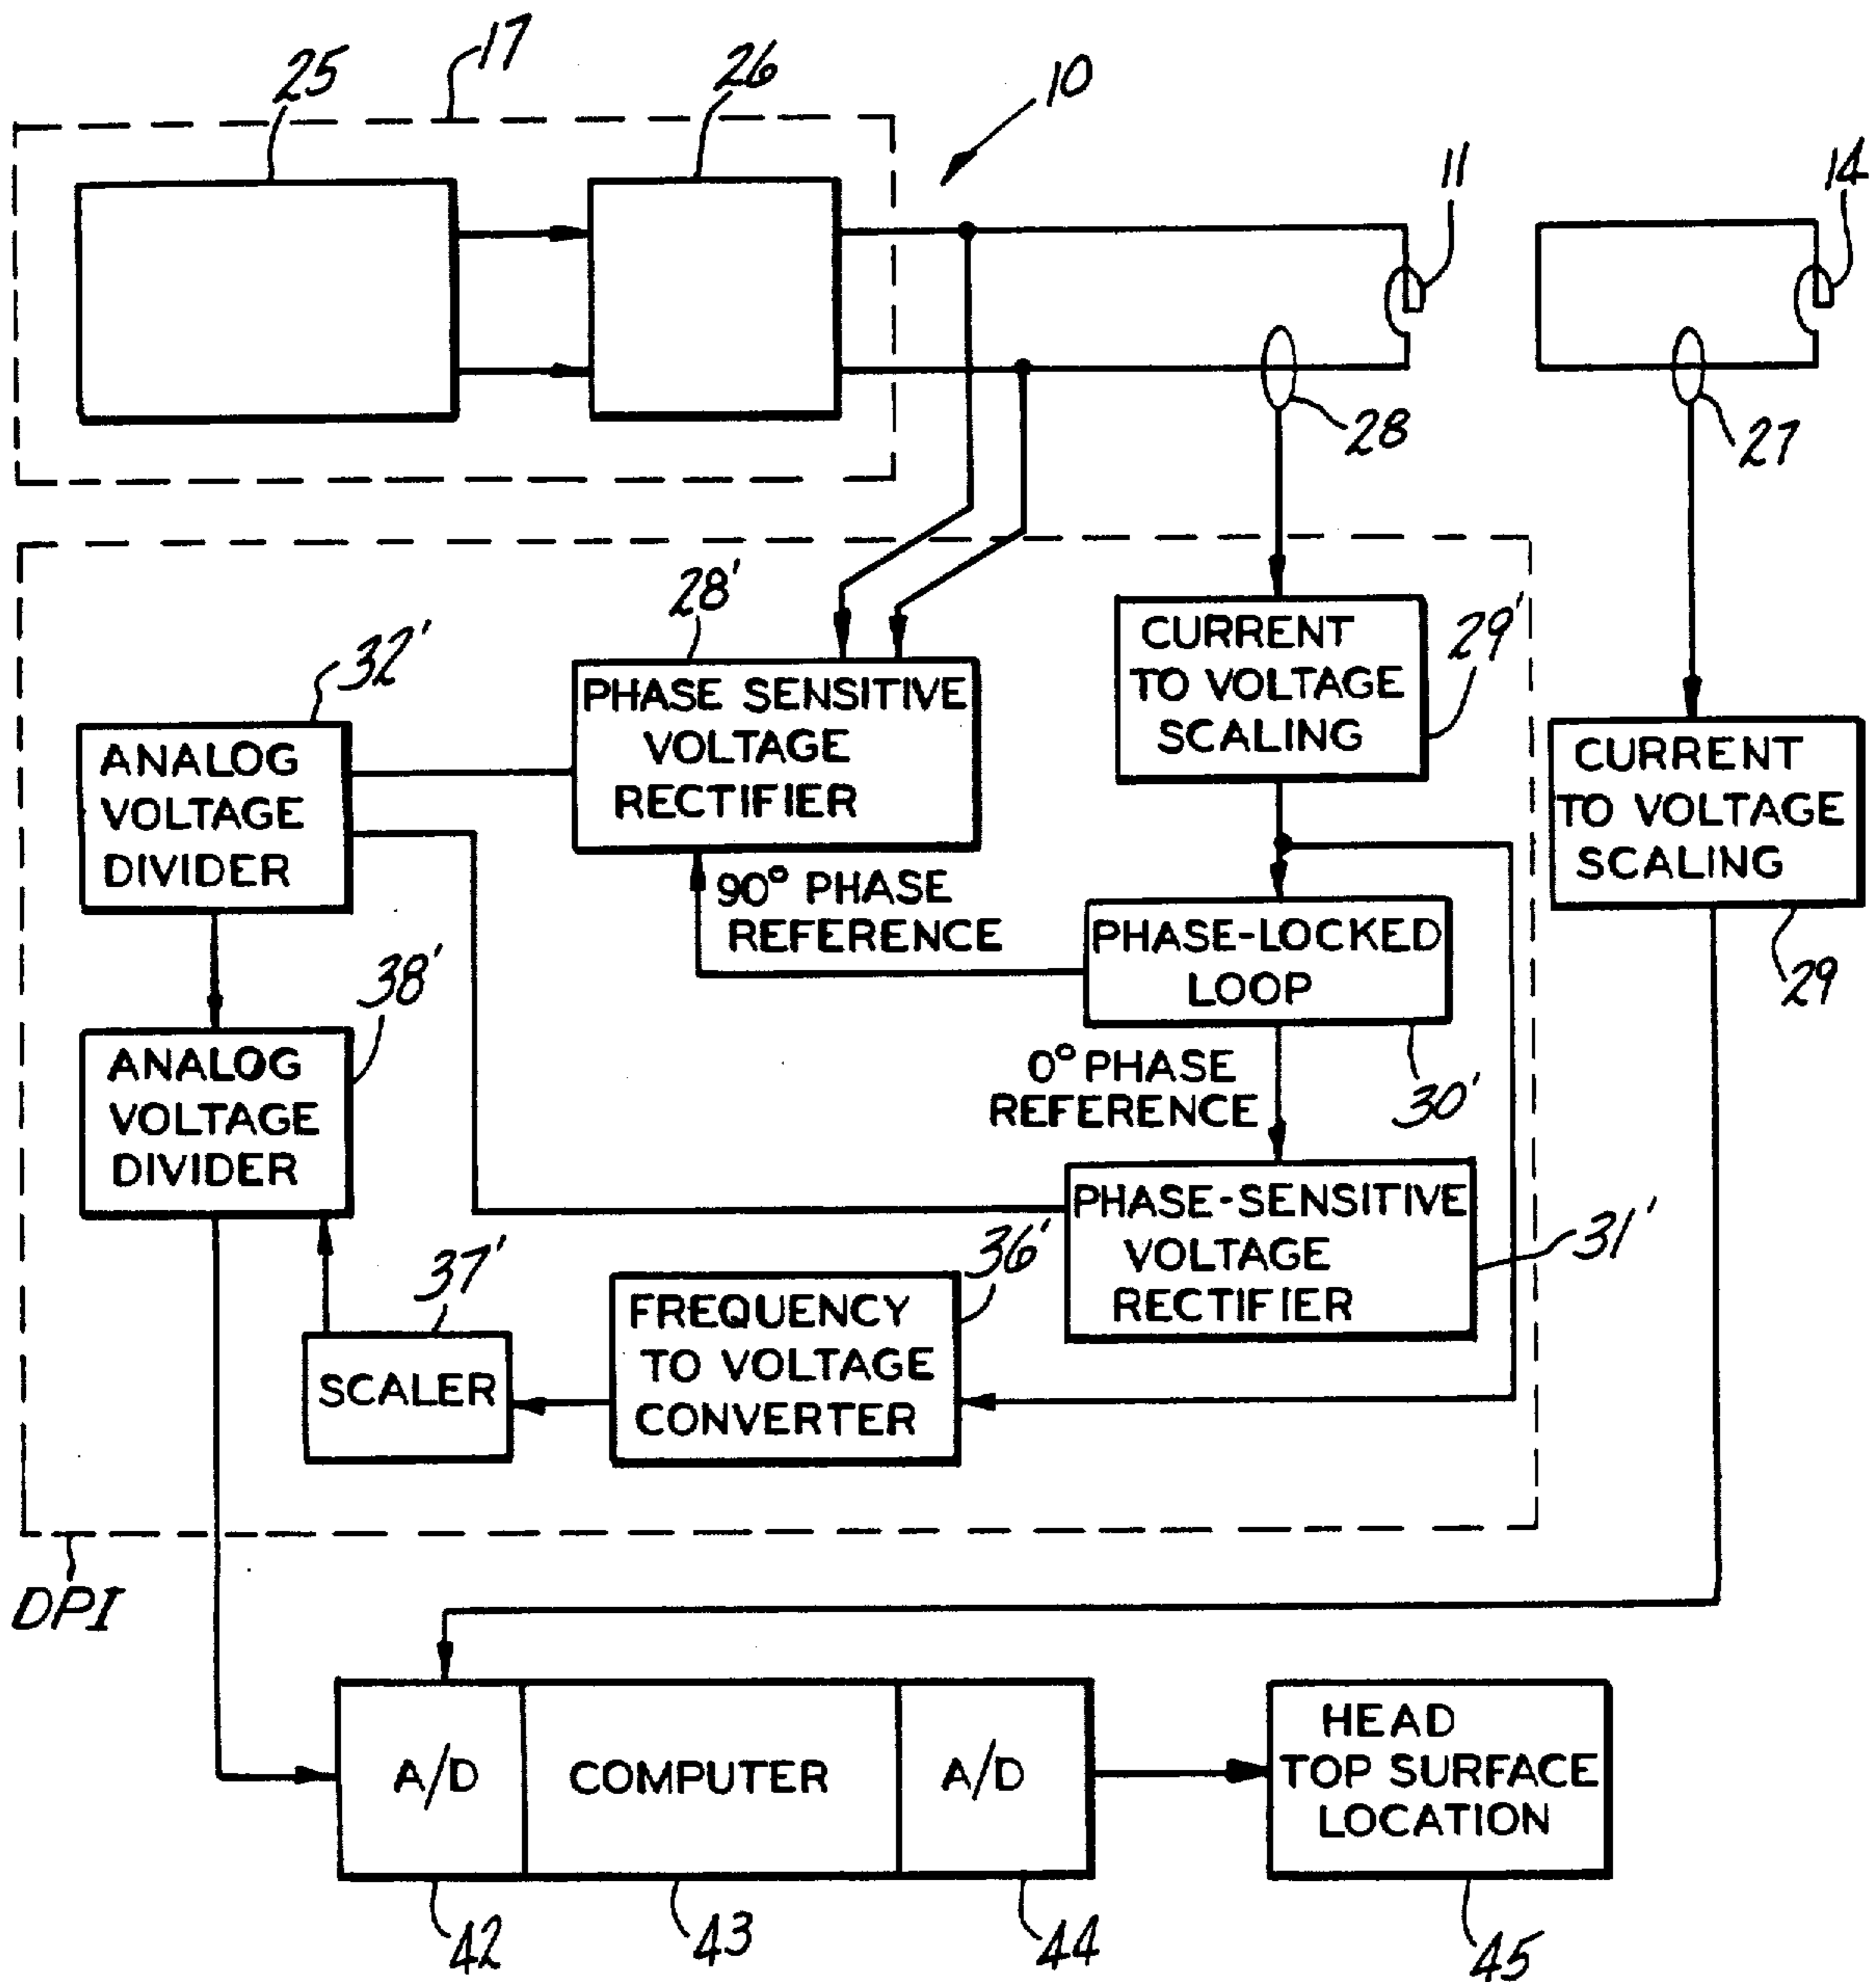 17
25
26
10
11
14
28
27
28'
CURRENT
TO VOLTAGE
SCALING
29'
32'
PHASE SENSITIVE
VOLTAGE
RECTIFIER
ANALOG
VOLTAGE
DIVIDER
CURRENT
TO VOLTAGE
SCALING
29
90° PHASE
REFERENCE
PHASE-LOCKED
LOOP
30'
38'
ANALOG
VOLTAGE
DIVIDER
0° PHASE
REFERENCE
PHASE-SENSITIVE
VOLTAGE
RECTIFIER
31'
36'
37'
FREQUENCY
TO VOLTAGE
CONVERTER
SCALER
DPI
A/D
COMPUTER
A/D
HEAD
TOP SURFACE
LOCATION
42
43
44
45